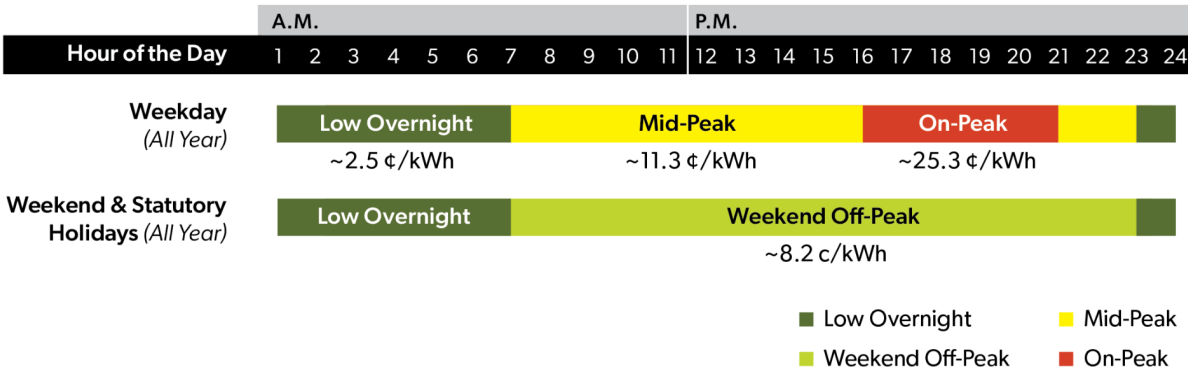 A.M. P.M.
Hour of the Day 1 2 3 4 5 6 7 8 9 10 11 12 13 14 15 16 17 18 19 20 21 22 23 24
Weekday
(All Year)
Low Overnight Mid-Peak On-Peak
~2.5 ¢/kWh ~11.3 ¢/kWh ~25.3 ¢/kWh
Weekend & Statutory
Holidays (All Year)
Low Overnight Weekend Off-Peak
~8.2 c/kWh
Low Overnight Mid-Peak
Weekend Off-Peak On-Peak